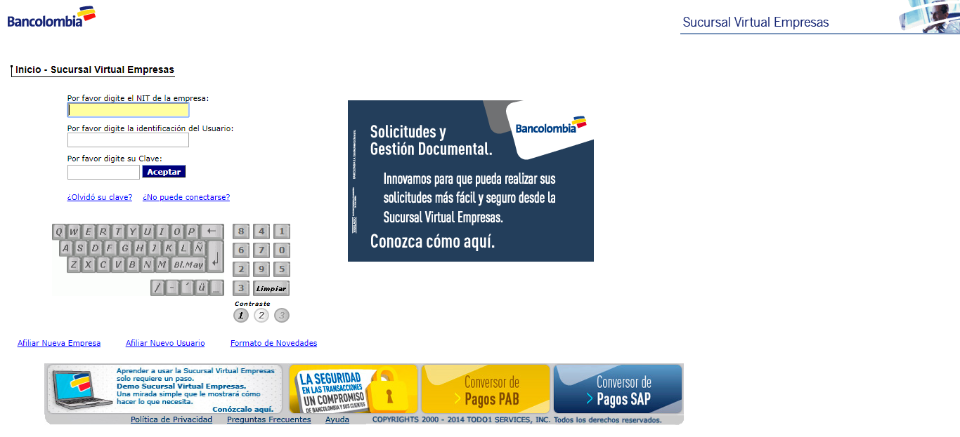 Bancolombia
Sucursal Virtual Empresas
Inicio - Sucursal Virtual Empresas
Por favor digite el NIT de la empresa:
Por favor digite la identificación del Usuario:
Por favor digite su Clave:
Aceptar
¿Olvidó su clave? ¿No puede conectarse?
Bancolombia
Solicitudes y
Gestión Documental.
Innovamos para que pueda realizar sus
solicitudes más fácil y seguro desde la
Sucursal Virtual Empresas.
Conozca cómo aquí.
Q W E R T Y U I O P ← 8 4 1
A S D F G H J K L Ñ 6 7 0
Z X C V B N M Bl.May ↵ 2 9 5
/ - ´ ü _ 3 Limpiar
Contraste
1 2 3
Afiliar Nueva Empresa Afiliar Nuevo Usuario Formato de Novedades
Aprender a usar la Sucursal Virtual Empresas
solo requiere un paso.
Demo Sucursal Virtual Empresas.
Una mirada simple que le mostrará cómo
hacer lo que necesita.
Conózcalo aquí.
LA SEGURIDAD
EN LAS TRANSACCIONES
UN COMPROMISO
DE BANCOLOMBIA Y SUS CLIENTES
Conversor de
> Pagos PAB
Conversor de
> Pagos SAP
Política de Privacidad Preguntas Frecuentes Ayuda COPYRIGHTS 2000 - 2014 TODO1 SERVICES, INC. Todos los derechos reservados.